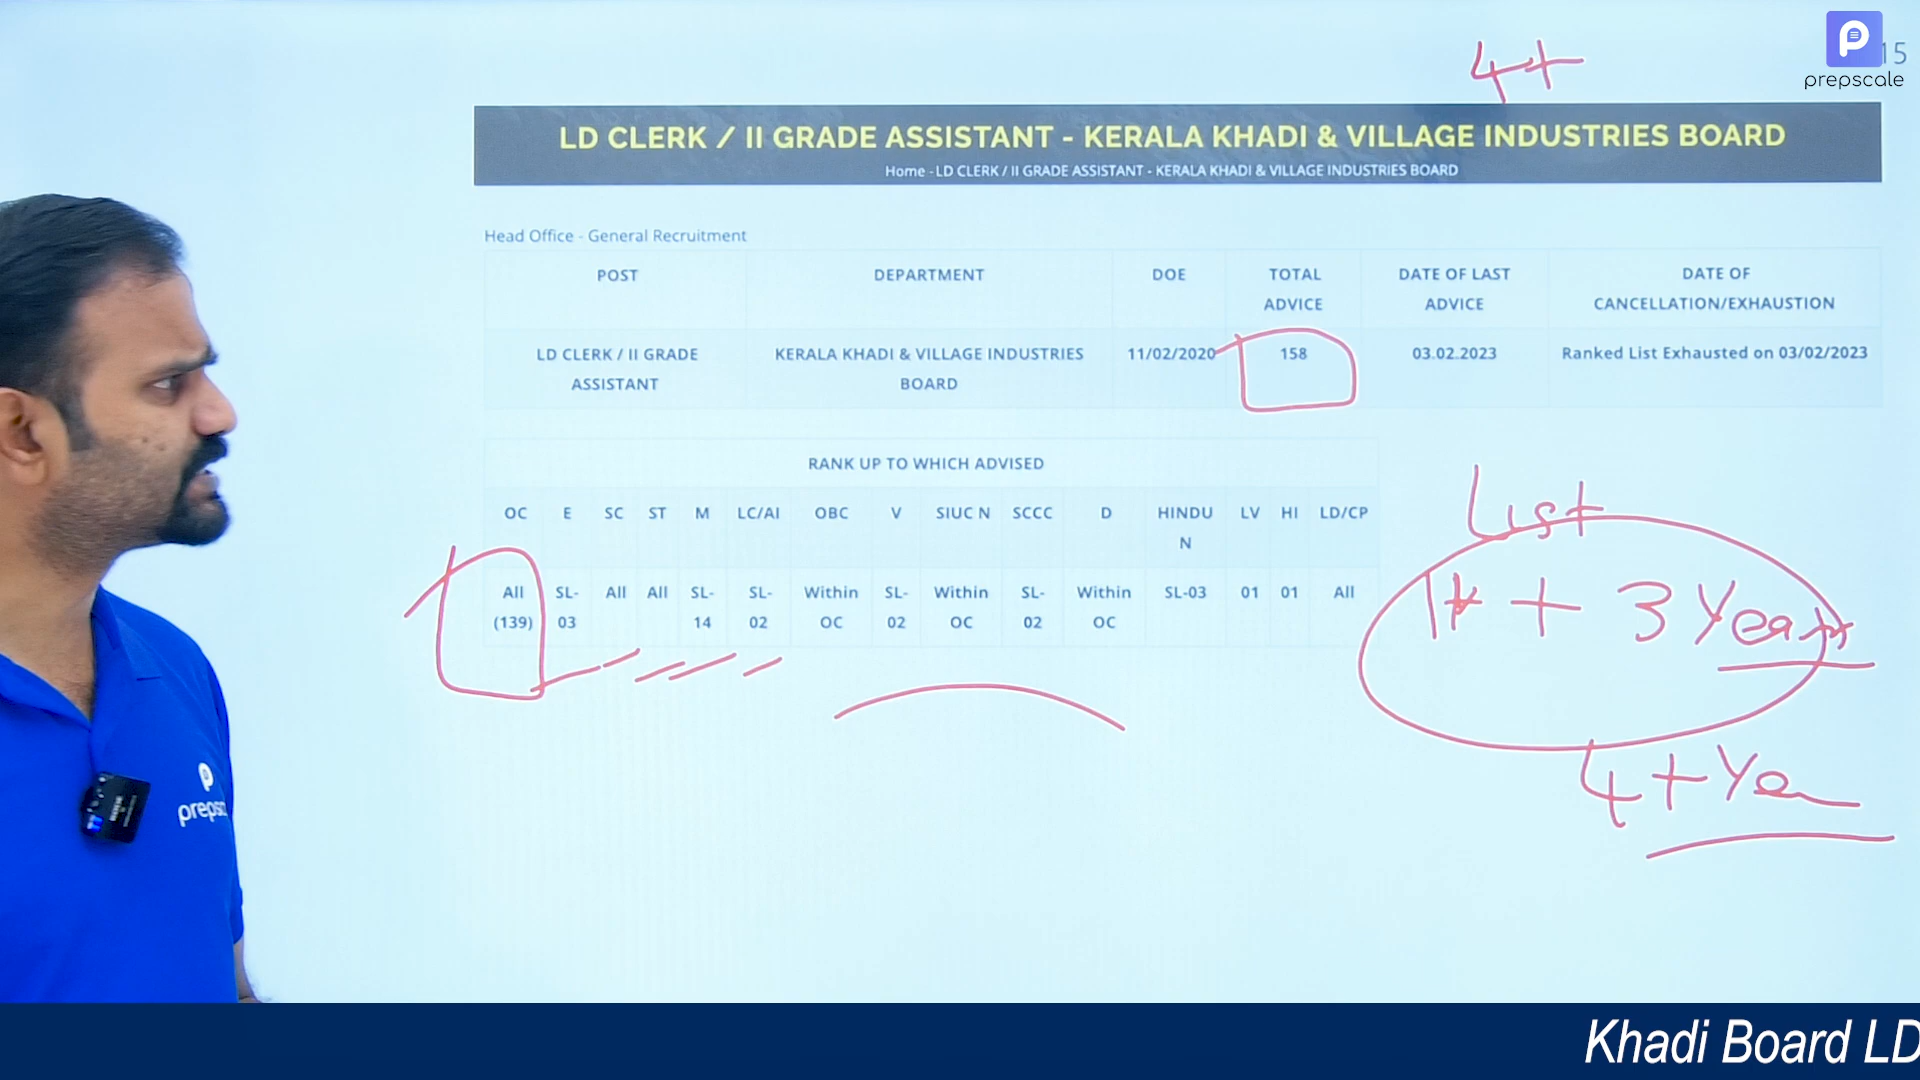 4+
15
prepscale
LD CLERK / II GRADE ASSISTANT - KERALA KHADI & VILLAGE INDUSTRIES BOARD
Home - LD CLERK / II GRADE ASSISTANT - KERALA KHADI & VILLAGE INDUSTRIES BOARD
Head Office - General Recruitment
POST DEPARTMENT DOE TOTAL ADVICE DATE OF LAST ADVICE DATE OF CANCELLATION/EXHAUSTION
LD CLERK / II GRADE ASSISTANT KERALA KHADI & VILLAGE INDUSTRIES BOARD 11/02/2020 158 03.02.2023 Ranked List Exhausted on 03/02/2023
RANK UP TO WHICH ADVISED
OC E SC ST M LC/AI OBC V SIUC N SCCC D HINDU N LV HI LD/CP
All (139) SL-03 All All SL-14 SL-02 Within OC SL-02 Within OC SL-02 Within OC SL-03 01 01 All
List
+ 3 Years
4+ Ye
prepsc
Khadi Board LD